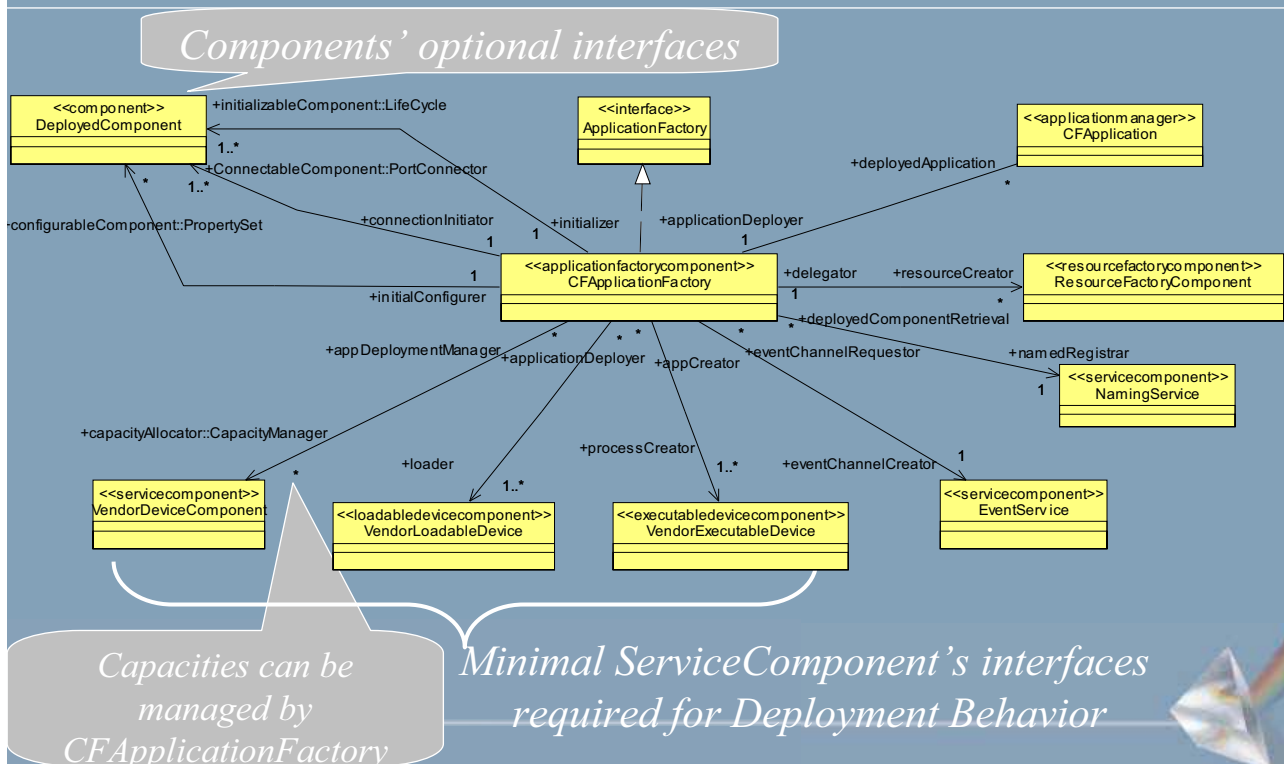 Components’ optional interfaces
<<component>>
DeployedComponent
+initializableComponent::LifeCycle
1..*
+ConnectableComponent::PortConnector
*
1..*
+configurableComponent::PropertySet
+connectionInitiator
1
+initializer
1
1
+initialConfigurer
<<interface>>
ApplicationFactory
<<applicationmanager>>
CFApplication
+deployedApplication
*
+applicationDeployer
1
<<applicationfactorycomponent>>
CFApplicationFactory
+delegator
1
+resourceCreator
*
<<resourcefactorycomponent>>
ResourceFactoryComponent
+deployedComponentRetrieval
*
+namedRegistrar
1
<<servicecomponent>>
NamingService
*
+appDeploymentManager
*
+applicationDeployer
*
+appCreator
*
+eventChannelRequestor
+capacityAllocator::CapacityManager
*
+loader
1..*
+processCreator
1..*
+eventChannelCreator
1
<<servicecomponent>>
VendorDeviceComponent
<<loadabledevicecomponent>>
VendorLoadableDevice
<<executabledevicecomponent>>
VendorExecutableDevice
<<servicecomponent>>
EventService
Capacities can be
managed by
CFApplicationFactory
Minimal ServiceComponent’s interfaces
required for Deployment Behavior